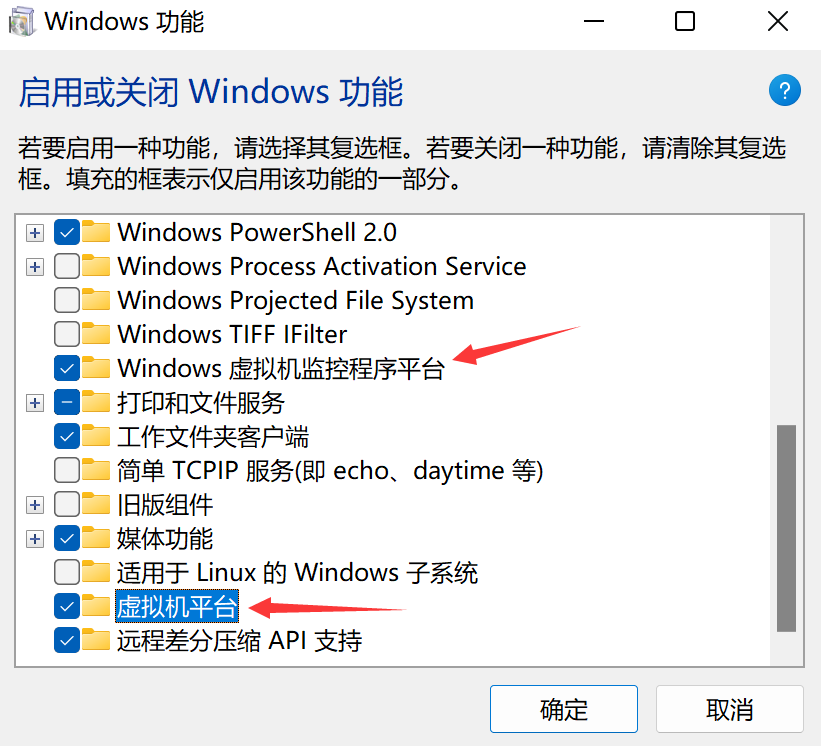 Windows 功能
启用或关闭 Windows 功能
若要启用一种功能，请选择其复选框。若要关闭一种功能，请清除其复选
框。填充的框表示仅启用该功能的一部分。
Windows PowerShell 2.0
Windows Process Activation Service
Windows Projected File System
Windows TIFF IFilter
Windows 虚拟机监控程序平台
打印和文件服务
工作文件夹客户端
简单 TCPIP 服务(即 echo、daytime 等)
旧版组件
媒体功能
适用于 Linux 的 Windows 子系统
虚拟机平台
远程差分压缩 API 支持
确定 取消